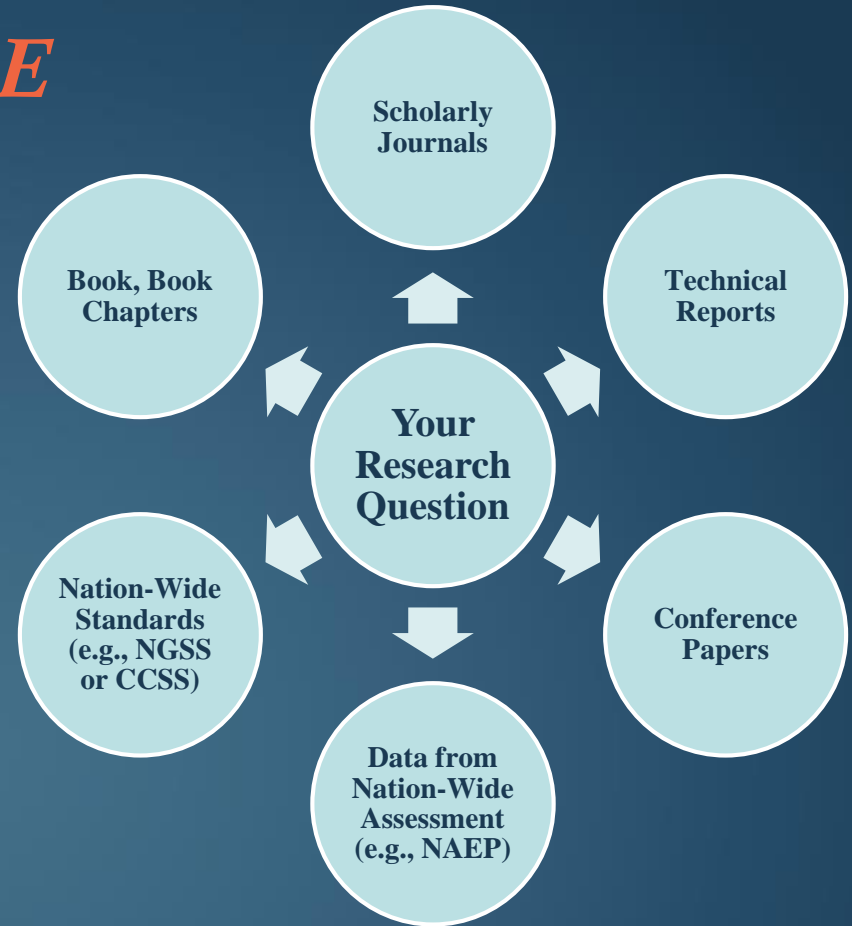 E
Scholarly
Journals
Technical
Reports
Conference
Papers
Data from
Nation-Wide
Assessment
(e.g., NAEP)
Nation-Wide
Standards
(e.g., NGSS
or CCSS)
Book, Book
Chapters
Your
Research
Question